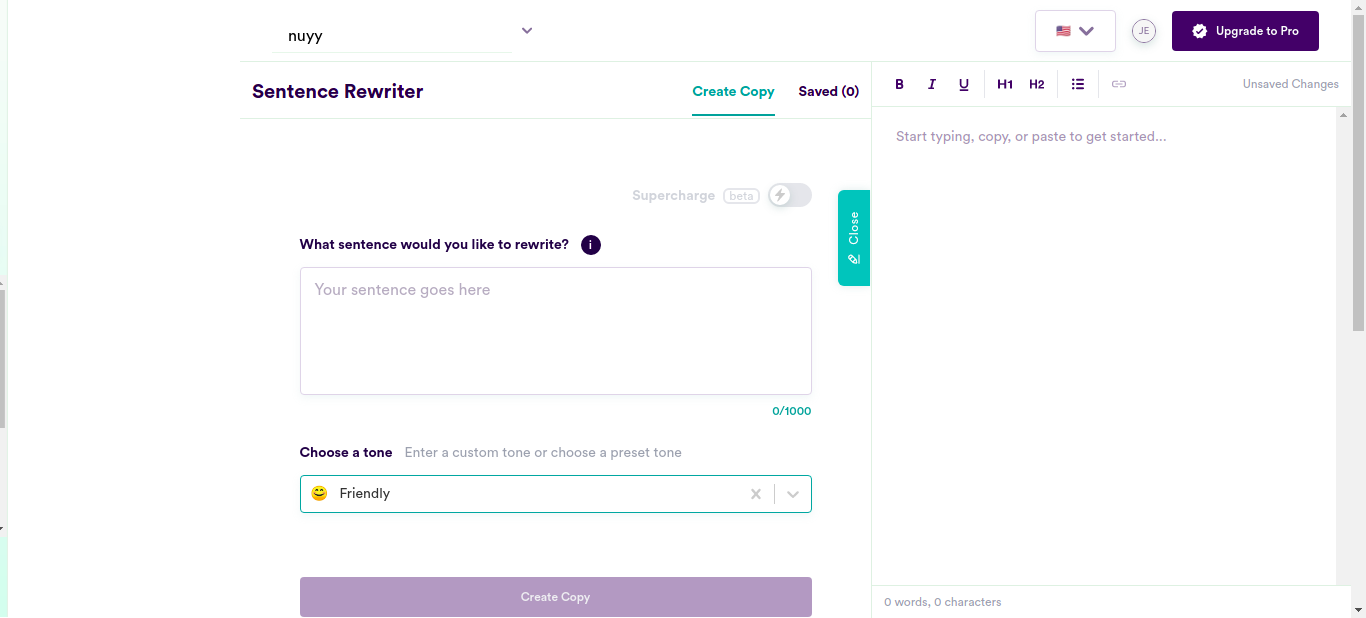 nuyy
JE
Upgrade to Pro
Sentence Rewriter
Create Copy
Saved (0)
B I U H1 H2
Unsaved Changes
Start typing, copy, or paste to get started...
Supercharge beta
Close
What sentence would you like to rewrite? i
Your sentence goes here
0/1000
Choose a tone Enter a custom tone or choose a preset tone
Friendly
Create Copy
0 words, 0 characters